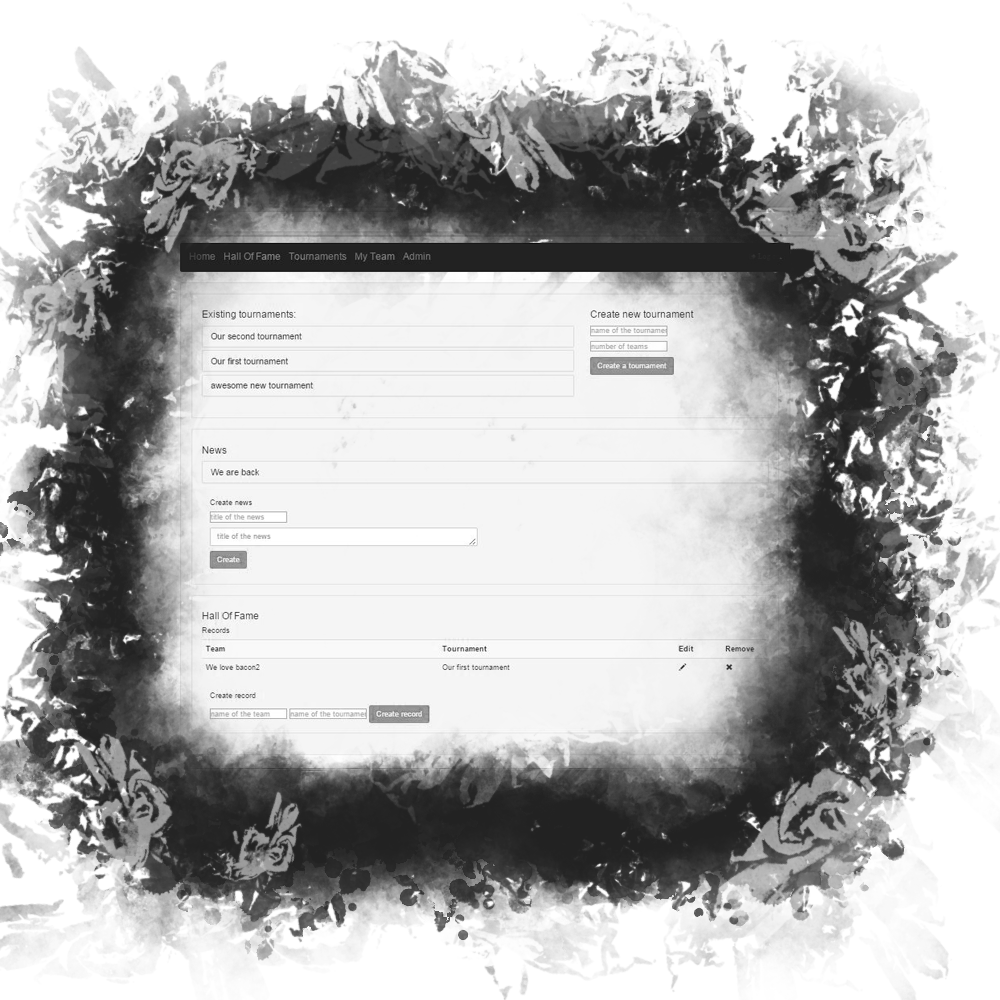 Home Hall Of Fame Tournaments My Team Admin
Existing tournaments:
Our second tournament
Our first tournament
awesome new tournament
Create new tournament
name of the tourname
number of teams
Create a tournament
News
We are back
Create news
title of the news
title of the news
Create
Hall Of Fame
Records
Team Tournament Edit Remove
We love bacon2 Our first tournament
Create record
name of the team name of the tourname Create record